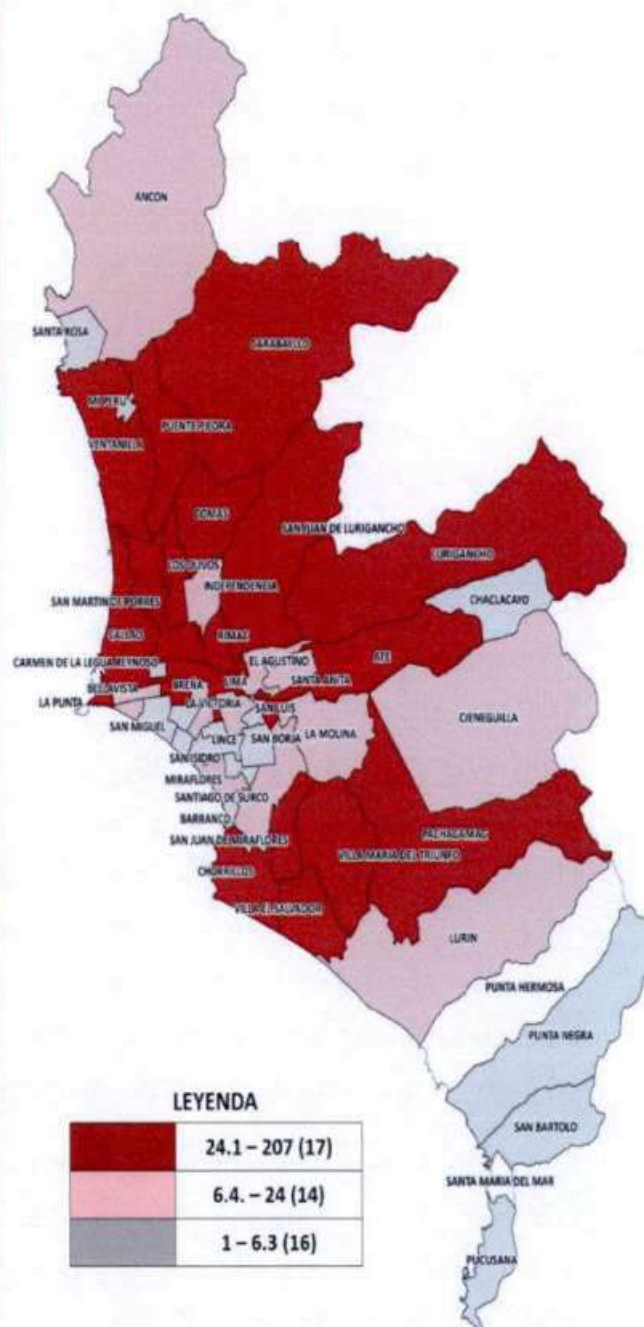 ANCON
SANTA ROSA
CARABAYLLO
MI PERU
PUENTE PIEDRA
VENTANILLA
COMAS
SAN JUAN DE LURIGANCHO
LURIGANCHO
LOS OLIVOS
INDEPENDENCIA
CHACLACAYO
SAN MARTIN DE PORRES
CALLAO
RIMAC
EL AGUSTINO
ATE
CARMEN DE LA LEGUA REYNOSO
SANTA ANITA
BELLAVISTA
BREÑA
LIMA
LA PUNTA
LA VICTORIA
SAN LUIS
CIENEGUILLA
SAN MIGUEL
LINCE
SAN BORJA
LA MOLINA
SAN ISIDRO
MIRAFLORES
SANTIAGO DE SURCO
BARRANCO
SAN JUAN DE MIRAFLORES
PACHACAMAC
VILLA MARIA DEL TRIUNFO
CHORRILLOS
VILLA EL SALVADOR
LURIN
PUNTA HERMOSA
PUNTA NEGRA
SAN BARTOLO
SANTA MARIA DEL MAR
PUCUSANA
LEYENDA
24.1 – 207 (17)
6.4. – 24 (14)
1 – 6.3 (16)